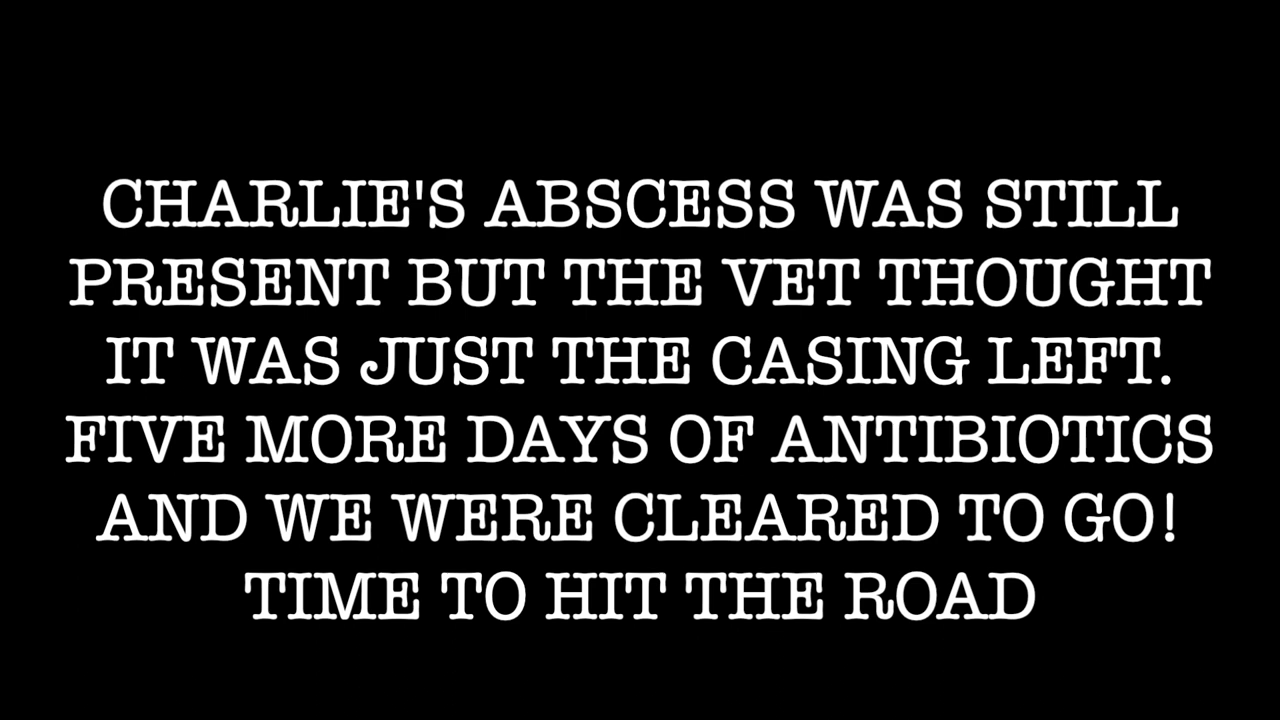 CHARLIE'S ABSCESS WAS STILL
PRESENT BUT THE VET THOUGHT
IT WAS JUST THE CASING LEFT.
FIVE MORE DAYS OF ANTIBIOTICS
AND WE WERE CLEARED TO GO!
TIME TO HIT THE ROAD